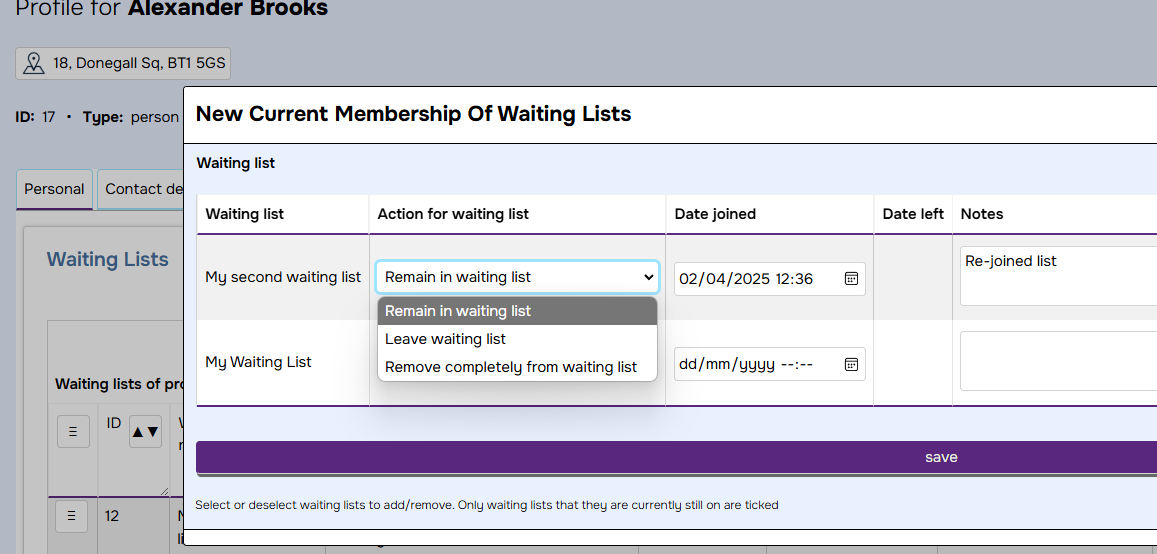 Profile for Alexander Brooks
18, Donegall Sq, BT1 5GS
ID: 17 • Type: person
New Current Membership Of Waiting Lists
Waiting list
Personal
Contact de
Waiting list Action for waiting list Date joined Date left Notes
Waiting Lists
My second waiting list Remain in waiting list 02/04/2025 12:36 Re-joined list
Remain in waiting list
Leave waiting list
Remove completely from waiting list
My Waiting List dd/mm/yyyy --:--
Waiting lists of pro
ID ▲▼
save
Select or deselect waiting lists to add/remove. Only waiting lists that they are currently still on are ticked
12